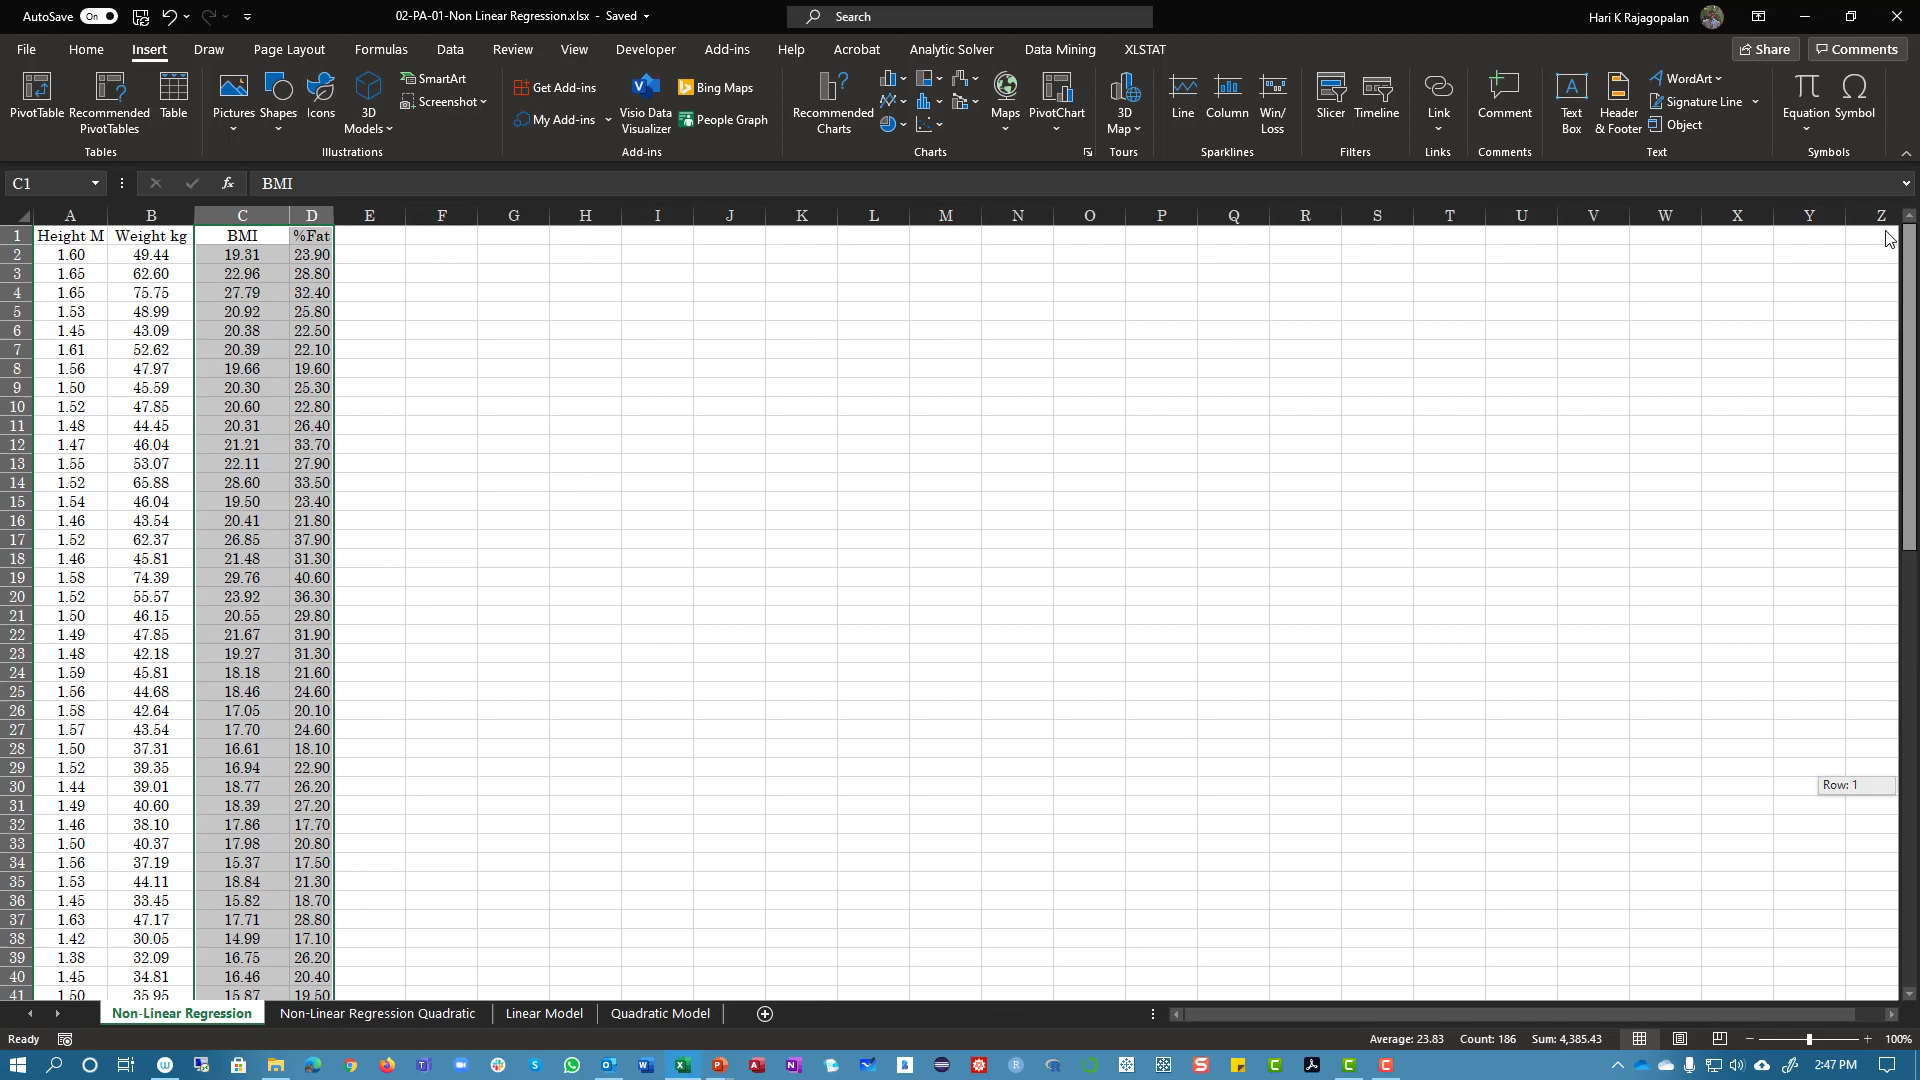 AutoSave On 02-PA-01-Non Linear Regression.xlsx - Saved Search Hari K Rajagopalan
File Home Insert Draw Page Layout Formulas Data Review View Developer Add-ins Help Acrobat Analytic Solver Data Mining XLSTAT Share Comments
PivotTable Recommended PivotTables Table
Tables
Pictures Shapes Icons 3D Models SmartArt Screenshot
Illustrations
Get Add-ins My Add-ins Visio Data Visualizer Bing Maps People Graph
Add-ins
Recommended Charts Maps PivotChart
Charts
3D Map
Tours
Line Column Win/Loss
Sparklines
Slicer Timeline
Filters
Link
Links
Comment
Comments
Text Box Header & Footer WordArt Signature Line Object
Text
Equation Symbol
Symbols
C1 fx BMI
A B C D E F G H I J K L M N O P Q R S T U V W X Y Z
1 Height M Weight kg BMI %Fat
2 1.60 49.44 19.31 23.90
3 1.65 62.60 22.96 28.80
4 1.65 75.75 27.79 32.40
5 1.53 48.99 20.92 25.80
6 1.45 43.09 20.38 22.50
7 1.61 52.62 20.39 22.10
8 1.56 47.97 19.66 19.60
9 1.50 45.59 20.30 25.30
10 1.52 47.85 20.60 22.80
11 1.48 44.45 20.31 26.40
12 1.47 46.04 21.21 33.70
13 1.55 53.07 22.11 27.90
14 1.52 65.88 28.60 33.50
15 1.54 46.04 19.50 23.40
16 1.46 43.54 20.41 21.80
17 1.52 62.37 26.85 37.90
18 1.46 45.81 21.48 31.30
19 1.58 74.39 29.76 40.60
20 1.52 55.57 23.92 36.30
21 1.50 46.15 20.55 29.80
22 1.49 47.85 21.67 31.90
23 1.48 42.18 19.27 31.30
24 1.59 45.81 18.18 21.60
25 1.56 44.68 18.46 24.60
26 1.58 42.64 17.05 20.10
27 1.57 43.54 17.70 24.60
28 1.50 37.31 16.61 18.10
29 1.52 39.35 16.94 22.90
30 1.44 39.01 18.77 26.20
31 1.49 40.60 18.39 27.20
32 1.46 38.10 17.86 17.70
33 1.50 40.37 17.98 20.80
34 1.56 37.19 15.37 17.50
35 1.53 44.11 18.84 21.30
36 1.45 33.45 15.82 18.70
37 1.63 47.17 17.71 28.80
38 1.42 30.05 14.99 17.10
39 1.38 32.09 16.75 26.20
40 1.45 34.81 16.46 20.40
41 1.50 35.95 15.87 19.50
Row: 1
Non-Linear Regression Non-Linear Regression Quadratic Linear Model Quadratic Model
Ready Average: 23.83 Count: 186 Sum: 4,385.43 100%
2:47 PM